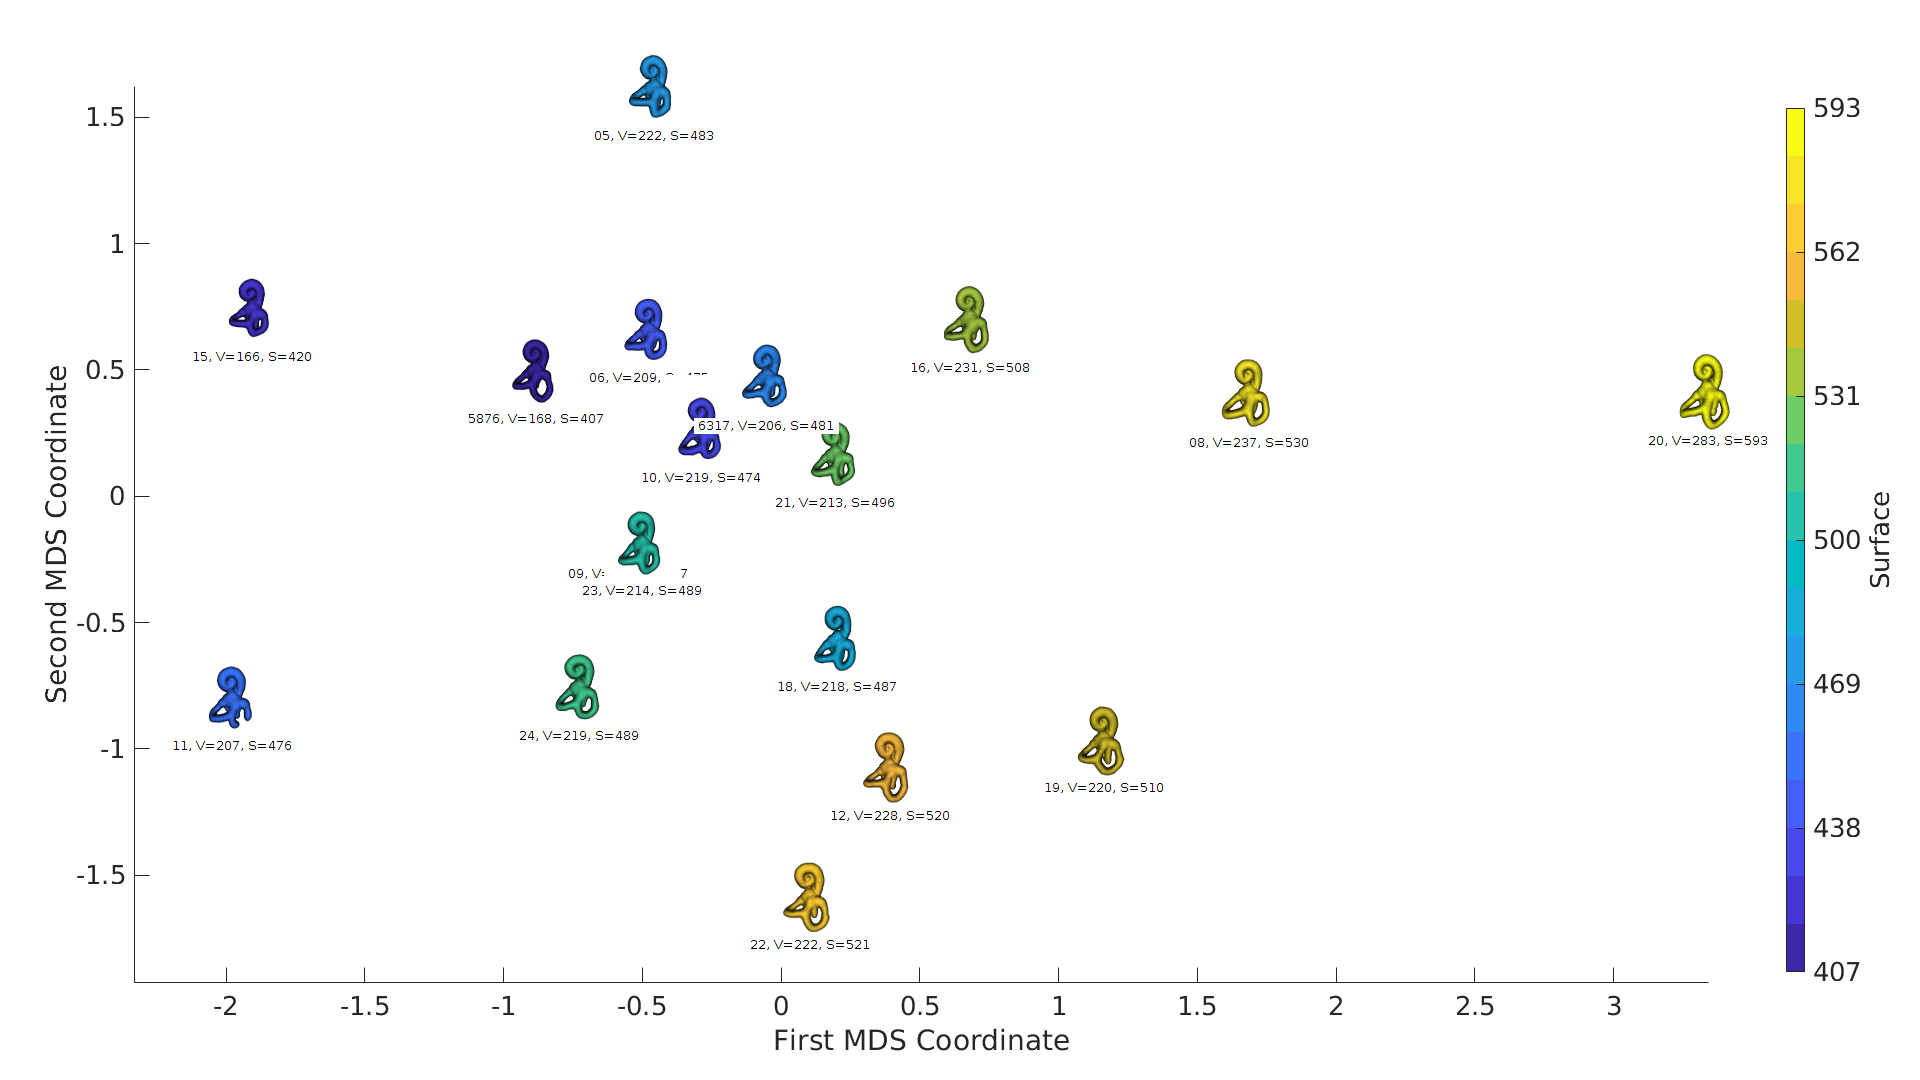 05, V=222, S=483
15, V=166, S=420
5876, V=168, S=407
06, V=209,
6317, V=206, S=481
10, V=219, S=474
21, V=213, S=496
16, V=231, S=508
08, V=237, S=530
20, V=283, S=593
09, V= 7
23, V=214, S=489
18, V=218, S=487
11, V=207, S=476
24, V=219, S=489
12, V=228, S=520
19, V=220, S=510
22, V=222, S=521
1.5
1
0.5
0
-0.5
-1
-1.5
Second MDS Coordinate
-2 -1.5 -1 -0.5 0 0.5 1 1.5 2 2.5 3
First MDS Coordinate
593
562
531
500
469
438
407
Surface